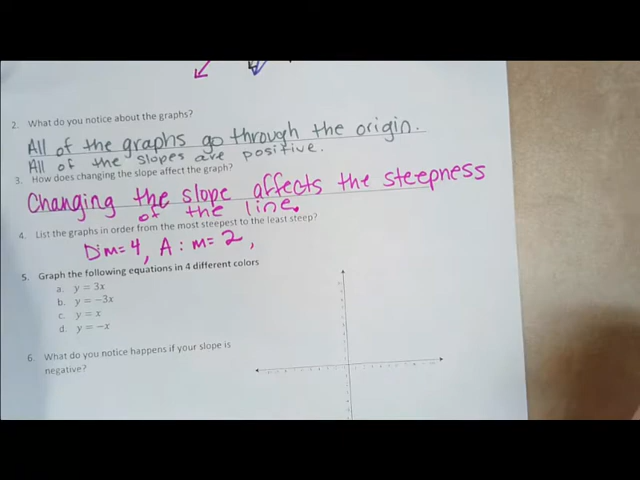 2. What do you notice about the graphs?
All of the graphs go through the origin.
All of the slopes are positive.
3. How does changing the slope affect the graph?
Changing the slope affects the steepness
of the line.
4. List the graphs in order from the most steepest to the least steep?
D: m=4, A: m=2,
5. Graph the following equations in 4 different colors
a. y = 3x
b. y = −3x
c. y = x
d. y = −x
6. What do you notice happens if your slope is
negative?